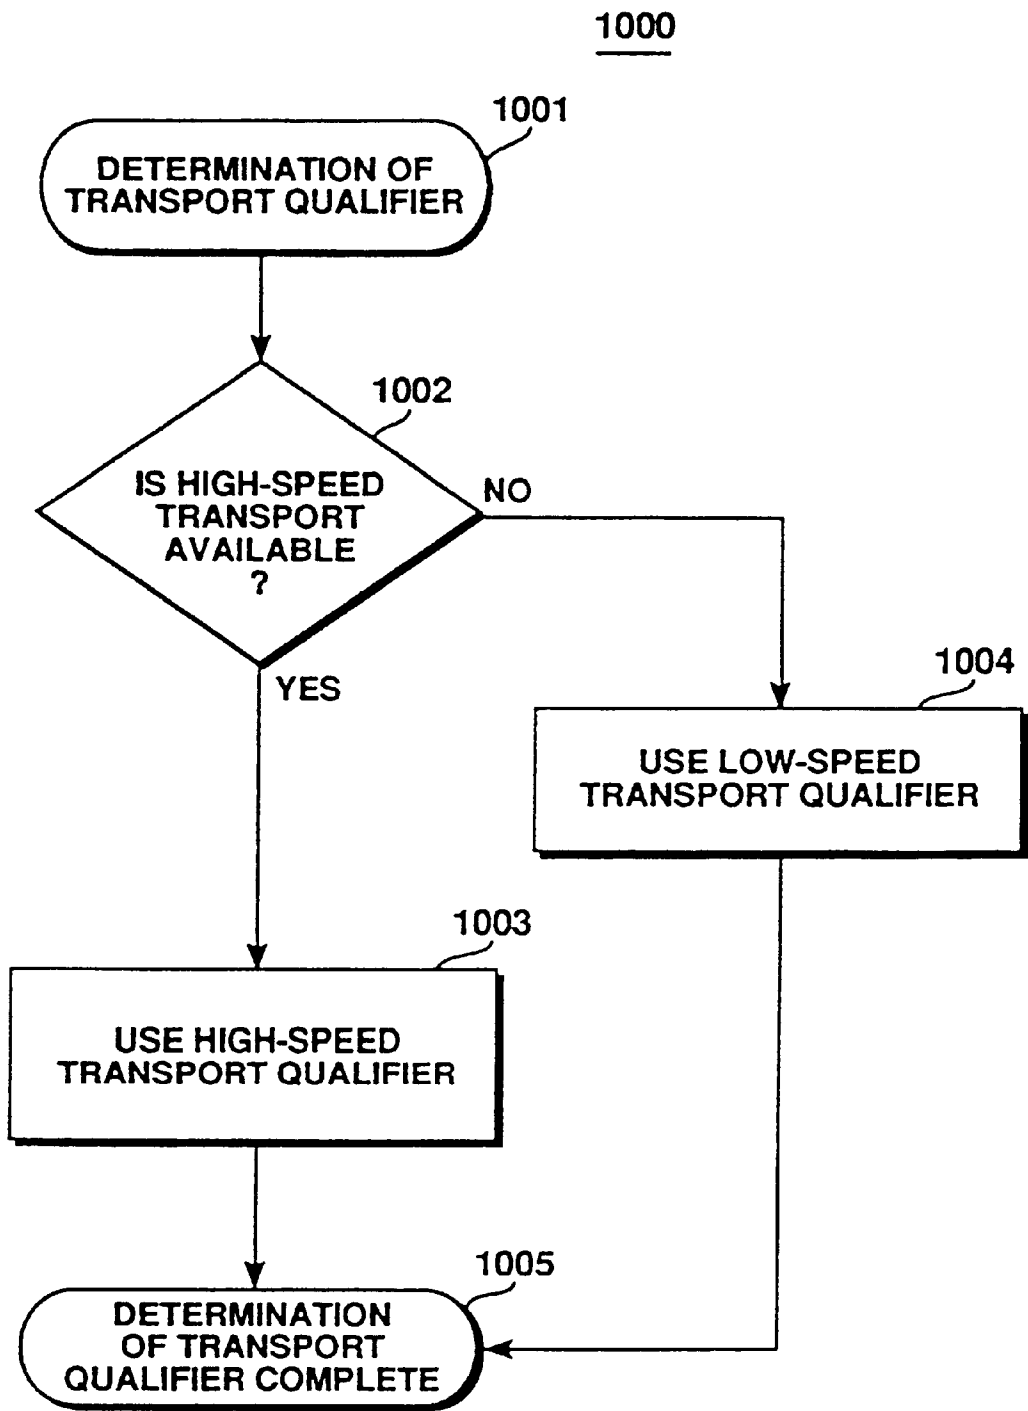 1000
1001
DETERMINATION OF
TRANSPORT QUALIFIER
1002
IS HIGH-SPEED
TRANSPORT
AVAILABLE
?
NO
YES
1004
USE LOW-SPEED
TRANSPORT QUALIFIER
1003
USE HIGH-SPEED
TRANSPORT QUALIFIER
1005
DETERMINATION
OF TRANSPORT
QUALIFIER COMPLETE